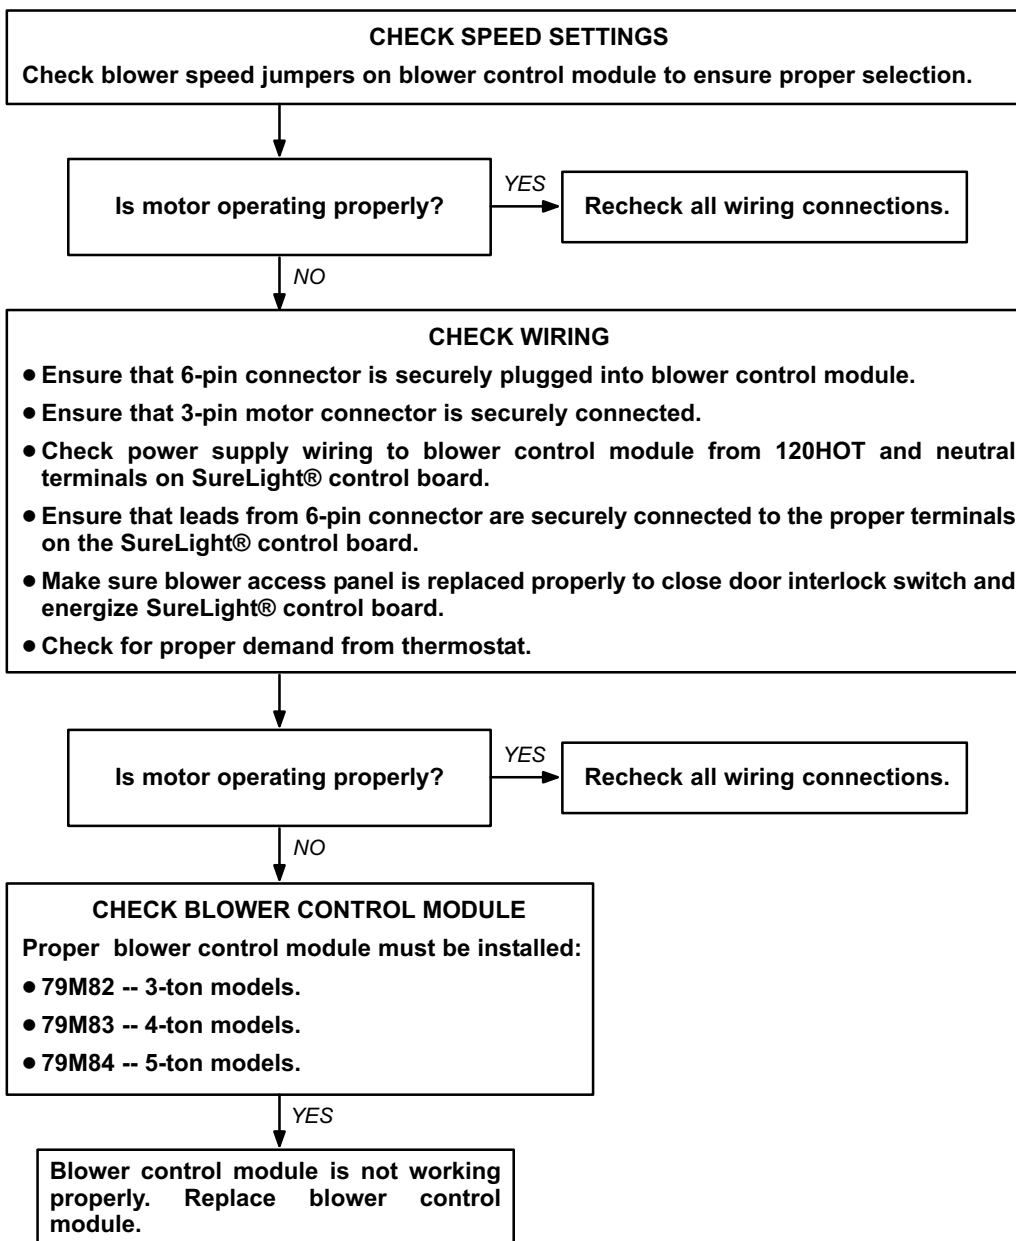 CHECK SPEED SETTINGS
Check blower speed jumpers on blower control module to ensure proper selection.
Is motor operating properly?
YES
Recheck all wiring connections.
NO
CHECK WIRING
● Ensure that 6-pin connector is securely plugged into blower control module.
● Ensure that 3-pin motor connector is securely connected.
● Check power supply wiring to blower control module from 120HOT and neutral
terminals on SureLight® control board.
● Ensure that leads from 6-pin connector are securely connected to the proper terminals
on the SureLight® control board.
● Make sure blower access panel is replaced properly to close door interlock switch and
energize SureLight® control board.
● Check for proper demand from thermostat.
Is motor operating properly?
YES
Recheck all wiring connections.
NO
CHECK BLOWER CONTROL MODULE
Proper blower control module must be installed:
● 79M82 -- 3-ton models.
● 79M83 -- 4-ton models.
● 79M84 -- 5-ton models.
YES
Blower control module is not working
properly. Replace blower control
module.